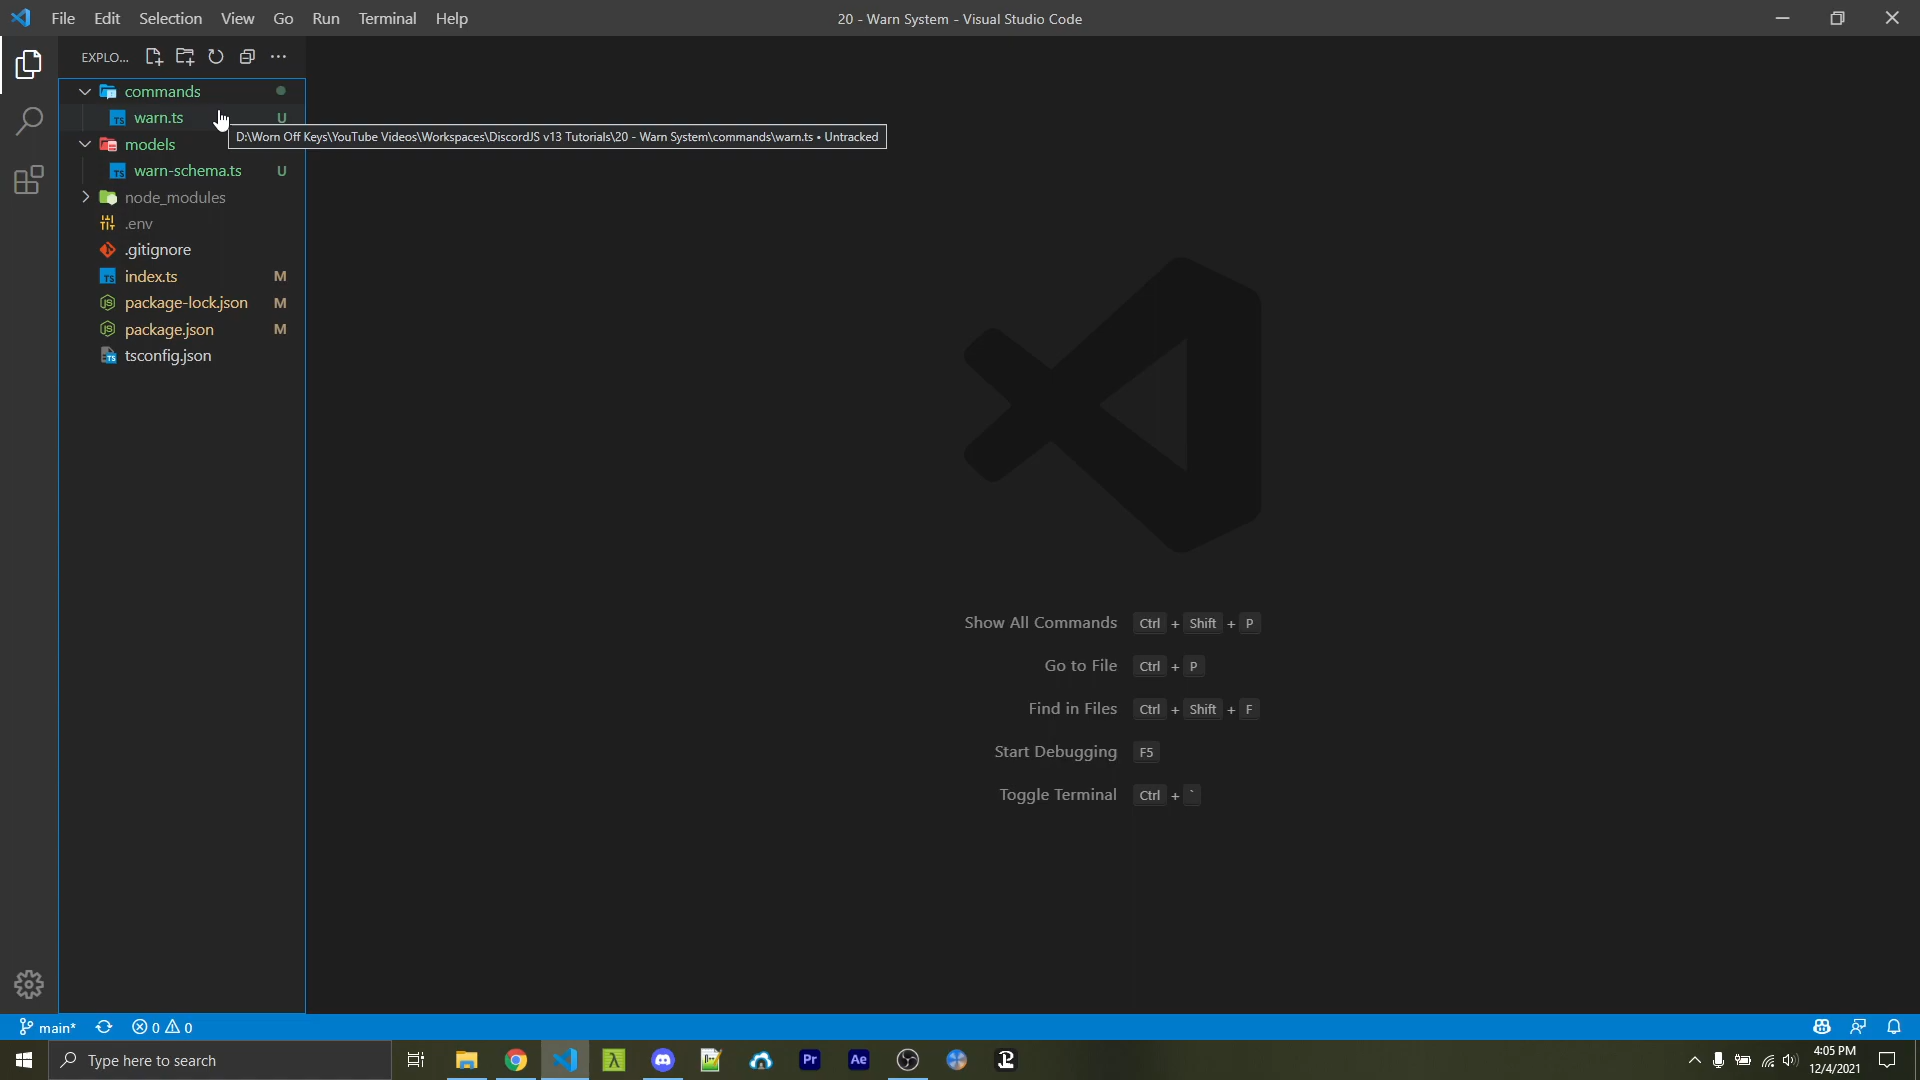 File Edit Selection View Go Run Terminal Help
20 - Warn System - Visual Studio Code
EXPLO...
commands
warn.ts U
D:\Worn Off Keys\YouTube Videos\Workspaces\DiscordJS v13 Tutorials\20 - Warn System\commands\warn.ts • Untracked
models
warn-schema.ts U
node_modules
.env
.gitignore
index.ts M
package-lock.json M
package.json M
tsconfig.json
Show All Commands Ctrl + Shift + P
Go to File Ctrl + P
Find in Files Ctrl + Shift + F
Start Debugging F5
Toggle Terminal Ctrl + `
main* 0 0
Type here to search
Pr Ae
4:05 PM
12/4/2021